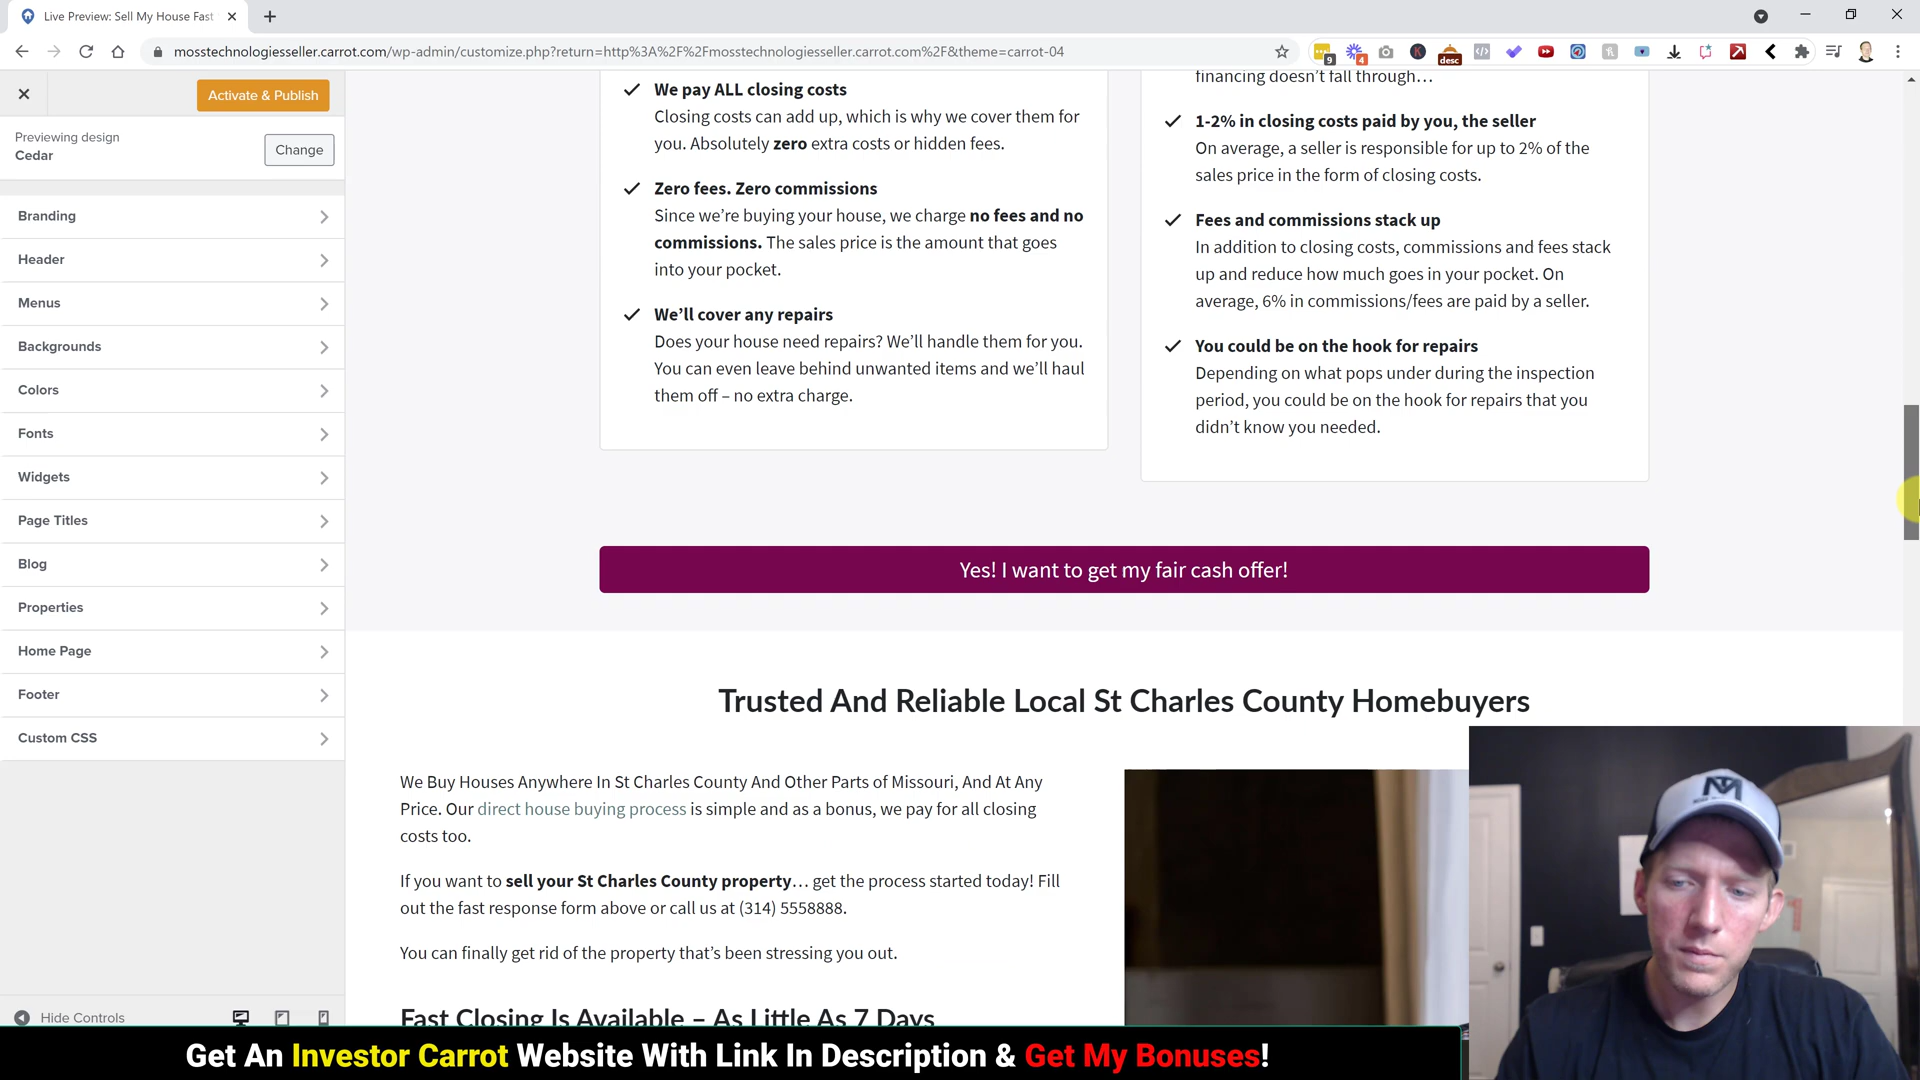 Live Preview: Sell My House Fast
mosstechnologiesseller.carrot.com/wp-admin/customize.php?return=http%3A%2F%2Fmosstechnologiesseller.carrot.com%2F&theme=carrot-04
9
4
desc
Activate & Publish
Previewing design
Cedar
Change
Branding
Header
Menus
Backgrounds
Colors
Fonts
Widgets
Page Titles
Blog
Properties
Home Page
Footer
Custom CSS
Hide Controls
We pay ALL closing costs
Closing costs can add up, which is why we cover them for
you. Absolutely zero extra costs or hidden fees.
Zero fees. Zero commissions
Since we’re buying your house, we charge no fees and no
commissions. The sales price is the amount that goes
into your pocket.
We’ll cover any repairs
Does your house need repairs? We’ll handle them for you.
You can even leave behind unwanted items and we’ll haul
them off – no extra charge.
financing doesn’t fall through…
1-2% in closing costs paid by you, the seller
On average, a seller is responsible for up to 2% of the
sales price in the form of closing costs.
Fees and commissions stack up
In addition to closing costs, commissions and fees stack
up and reduce how much goes in your pocket. On
average, 6% in commissions/fees are paid by a seller.
You could be on the hook for repairs
Depending on what pops under during the inspection
period, you could be on the hook for repairs that you
didn’t know you needed.
Yes! I want to get my fair cash offer!
Trusted And Reliable Local St Charles County Homebuyers
We Buy Houses Anywhere In St Charles County And Other Parts of Missouri, And At Any
Price. Our direct house buying process is simple and as a bonus, we pay for all closing
costs too.
If you want to sell your St Charles County property… get the process started today! Fill
out the fast response form above or call us at (314) 5558888.
You can finally get rid of the property that’s been stressing you out.
Fast Closing Is Available – As Little As 7 Days
Get An Investor Carrot Website With Link In Description & Get My Bonuses!